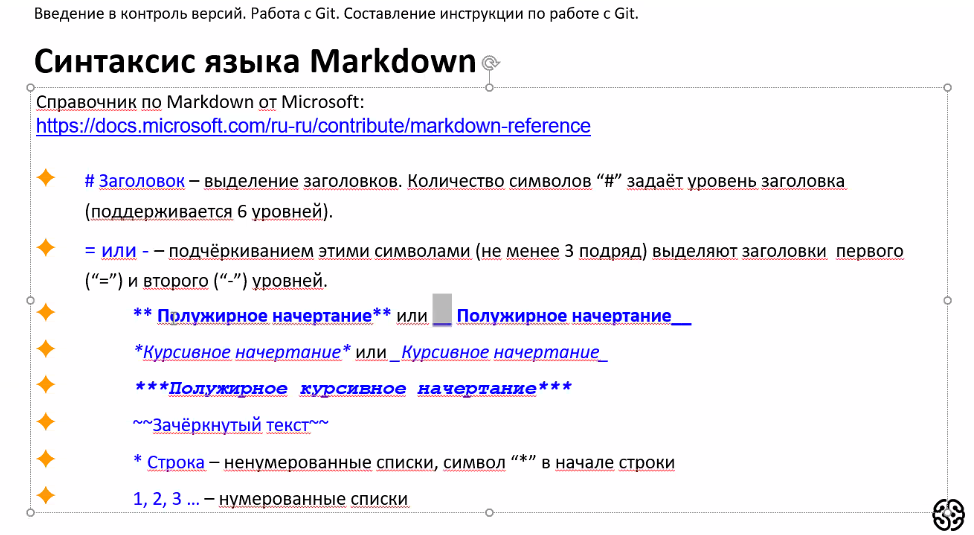 Введение в контроль версий. Работа с Git. Составление инструкции по работе с Git.
Синтаксис языка Markdown
Справочник по Markdown от Microsoft:
https://docs.microsoft.com/ru-ru/contribute/markdown-reference
# Заголовок – выделение заголовков. Количество символов “#” задаёт уровень заголовка
(поддерживается 6 уровней).
= или - – подчёркиванием этими символами (не менее 3 подряд) выделяют заголовки первого
(“=”) и второго (“-”) уровней.
** Полужирное начертание** или __ Полужирное начертание__
*Курсивное начертание* или _Курсивное начертание_
***Полужирное курсивное начертание***
~~Зачёркнутый текст~~
* Строка – ненумерованные списки, символ “*” в начале строки
1, 2, 3 … – нумерованные списки